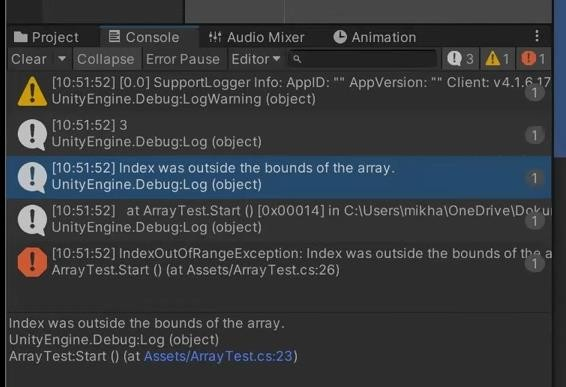 Project
Console
Audio Mixer
Animation
Clear
Collapse
Error Pause
Editor
3
1
1
[10:51:52] [0.0] SupportLogger Info: AppID: "" AppVersion: "" Client: v4.1.6.17
UnityEngine.Debug:LogWarning (object)
1
[10:51:52] 3
UnityEngine.Debug:Log (object)
1
[10:51:52] Index was outside the bounds of the array.
UnityEngine.Debug:Log (object)
1
[10:51:52]   at ArrayTest.Start () [0x00014] in C:\Users\mikha\OneDrive\Doku
UnityEngine.Debug:Log (object)
1
[10:51:52] IndexOutOfRangeException: Index was outside the bounds of the a
ArrayTest.Start () (at Assets/ArrayTest.cs:26)
1
Index was outside the bounds of the array.
UnityEngine.Debug:Log (object)
ArrayTest:Start () (at Assets/ArrayTest.cs:23)